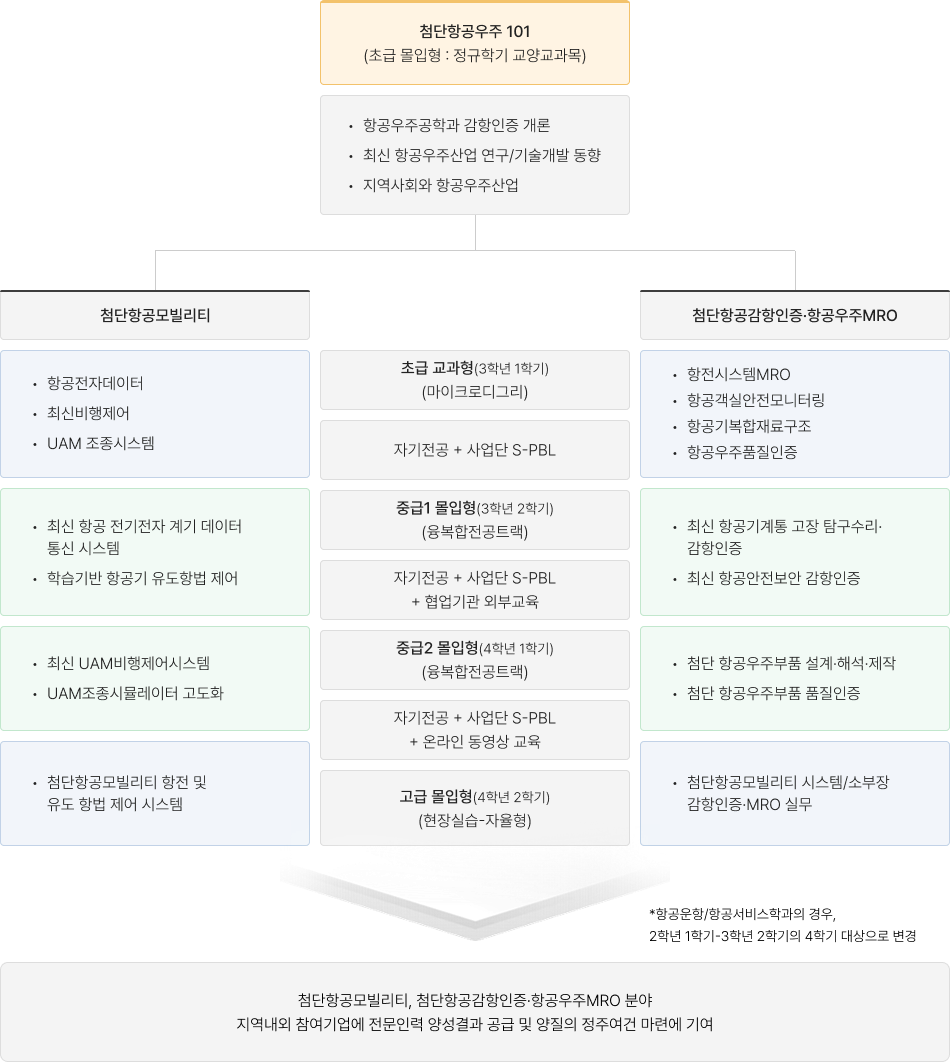 첨단항공우주 101
(초급 몰입형 : 정규학기 교양교과목)
• 항공우주공학과 감항인증 개론
• 최신 항공우주산업 연구/기술개발 동향
• 지역사회와 항공우주산업
첨단항공모빌리티
• 항공전자데이터
• 최신비행제어
• UAM 조종시스템
• 최신 항공 전기전자 계기 데이터
통신 시스템
• 학습기반 항공기 유도항법 제어
• 최신 UAM비행제어시스템
• UAM조종시뮬레이터 고도화
• 첨단항공모빌리티 항전 및
유도 항법 제어 시스템
초급 교과형(3학년 1학기)
(마이크로디그리)
자기전공 + 사업단 S-PBL
중급1 몰입형(3학년 2학기)
(융복합전공트랙)
자기전공 + 사업단 S-PBL
+ 협업기관 외부교육
중급2 몰입형(4학년 1학기)
(융복합전공트랙)
자기전공 + 사업단 S-PBL
+ 온라인 동영상 교육
고급 몰입형(4학년 2학기)
(현장실습-자율형)
첨단항공감항인증·항공우주MRO
• 항전시스템MRO
• 항공객실안전모니터링
• 항공기복합재료구조
• 항공우주품질인증
• 최신 항공기계통 고장 탐구수리·
감항인증
• 최신 항공안전보안 감항인증
• 첨단 항공우주부품 설계·해석·제작
• 첨단 항공우주부품 품질인증
• 첨단항공모빌리티 시스템/소부장
감항인증·MRO 실무
*항공운항/항공서비스학과의 경우,
2학년 1학기-3학년 2학기의 4학기 대상으로 변경
첨단항공모빌리티, 첨단항공감항인증·항공우주MRO 분야
지역내외 참여기업에 전문인력 양성결과 공급 및 양질의 정주여건 마련에 기여